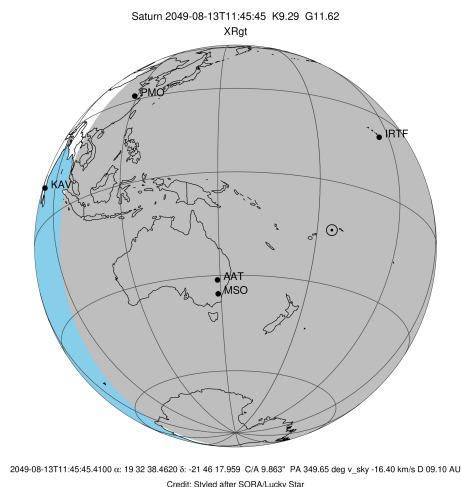 Saturn 2049-08-13T11:45:45 K9.29 G11.62
XRgt
PMO
IRTF
KAV
AAT
MSO
2049-08-13T11:45:45.4100 α: 19 32 38.4620 δ: -21 46 17.959 C/A 9.863" PA 349.65 deg v_sky -16.40 km/s D 09.10 AU
Credit: Styled after SORA/Lucky Star